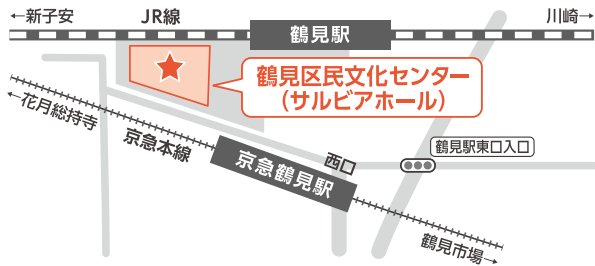 ←新子安
JR線
鶴見駅
川崎→
鶴見区民文化センター
（サルビアホール）
←花月総持寺
京急本線
京急鶴見駅
西口
鶴見駅東口入口
鶴見市場→